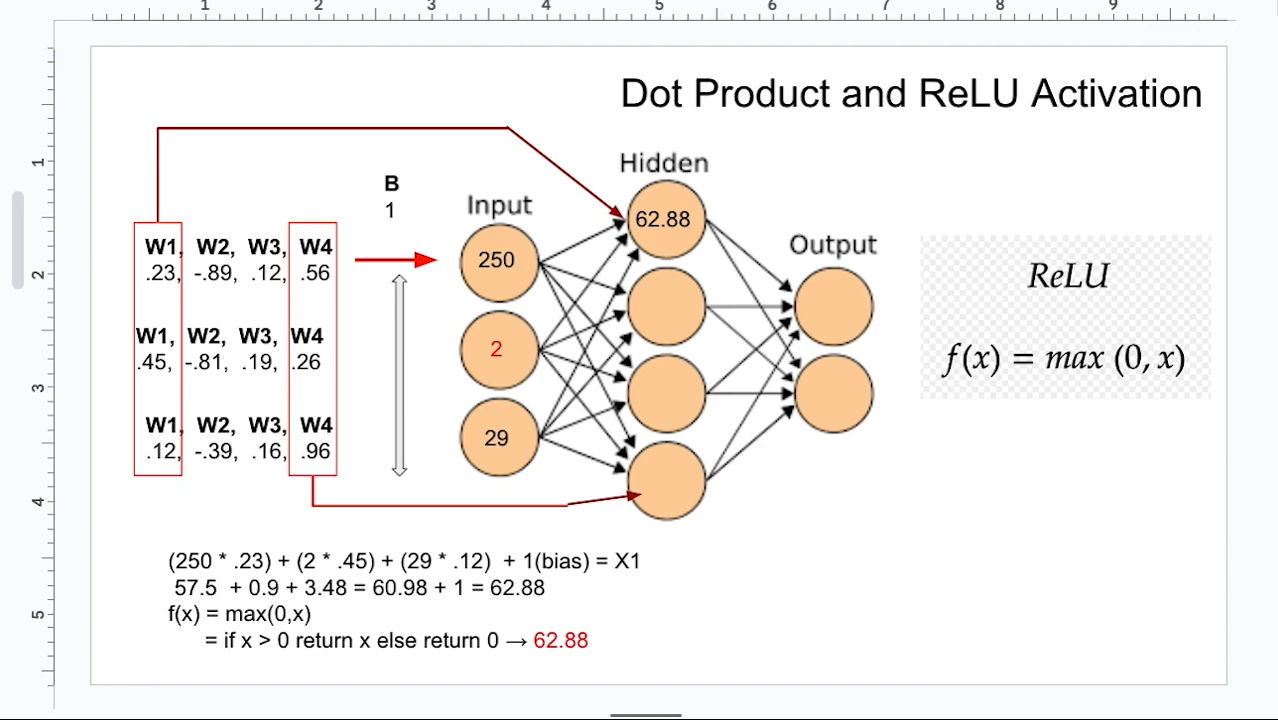 1 2 3 4 5 6 7 8 9
1
2
3
4
5
Dot Product and ReLU Activation
B
1
W1, W2, W3, W4
.23, -.89, .12, .56
W1, W2, W3, W4
.45, -.81, .19, .26
W1, W2, W3, W4
.12, -.39, .16, .96
Input
250
2
29
Hidden
62.88
Output
ReLU
f(x) = max (0, x)
(250 * .23) + (2 * .45) + (29 * .12) + 1(bias) = X1
57.5 + 0.9 + 3.48 = 60.98 + 1 = 62.88
f(x) = max(0,x)
= if x > 0 return x else return 0 → 62.88